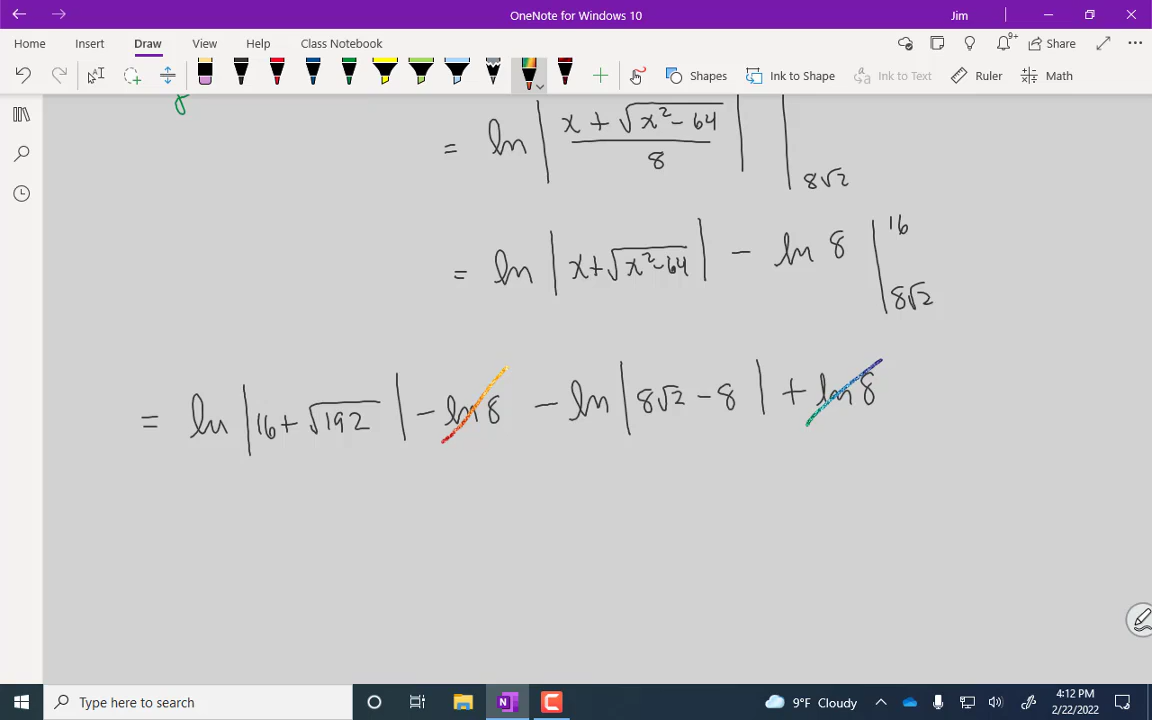 OneNote for Windows 10
Jim
Home Insert Draw View Help Class Notebook
9+
Share
Shapes
Ink to Shape
Ink to Text
Ruler
Math
= ln | x + √x² - 64 / 8 | | 8√2
= ln | x + √x²-64 | - ln 8 | 16 8√2
= ln | 16 + √192 | - ln 8 - ln | 8√2 - 8 | + ln 8
Type here to search
9°F Cloudy
4:12 PM
2/22/2022